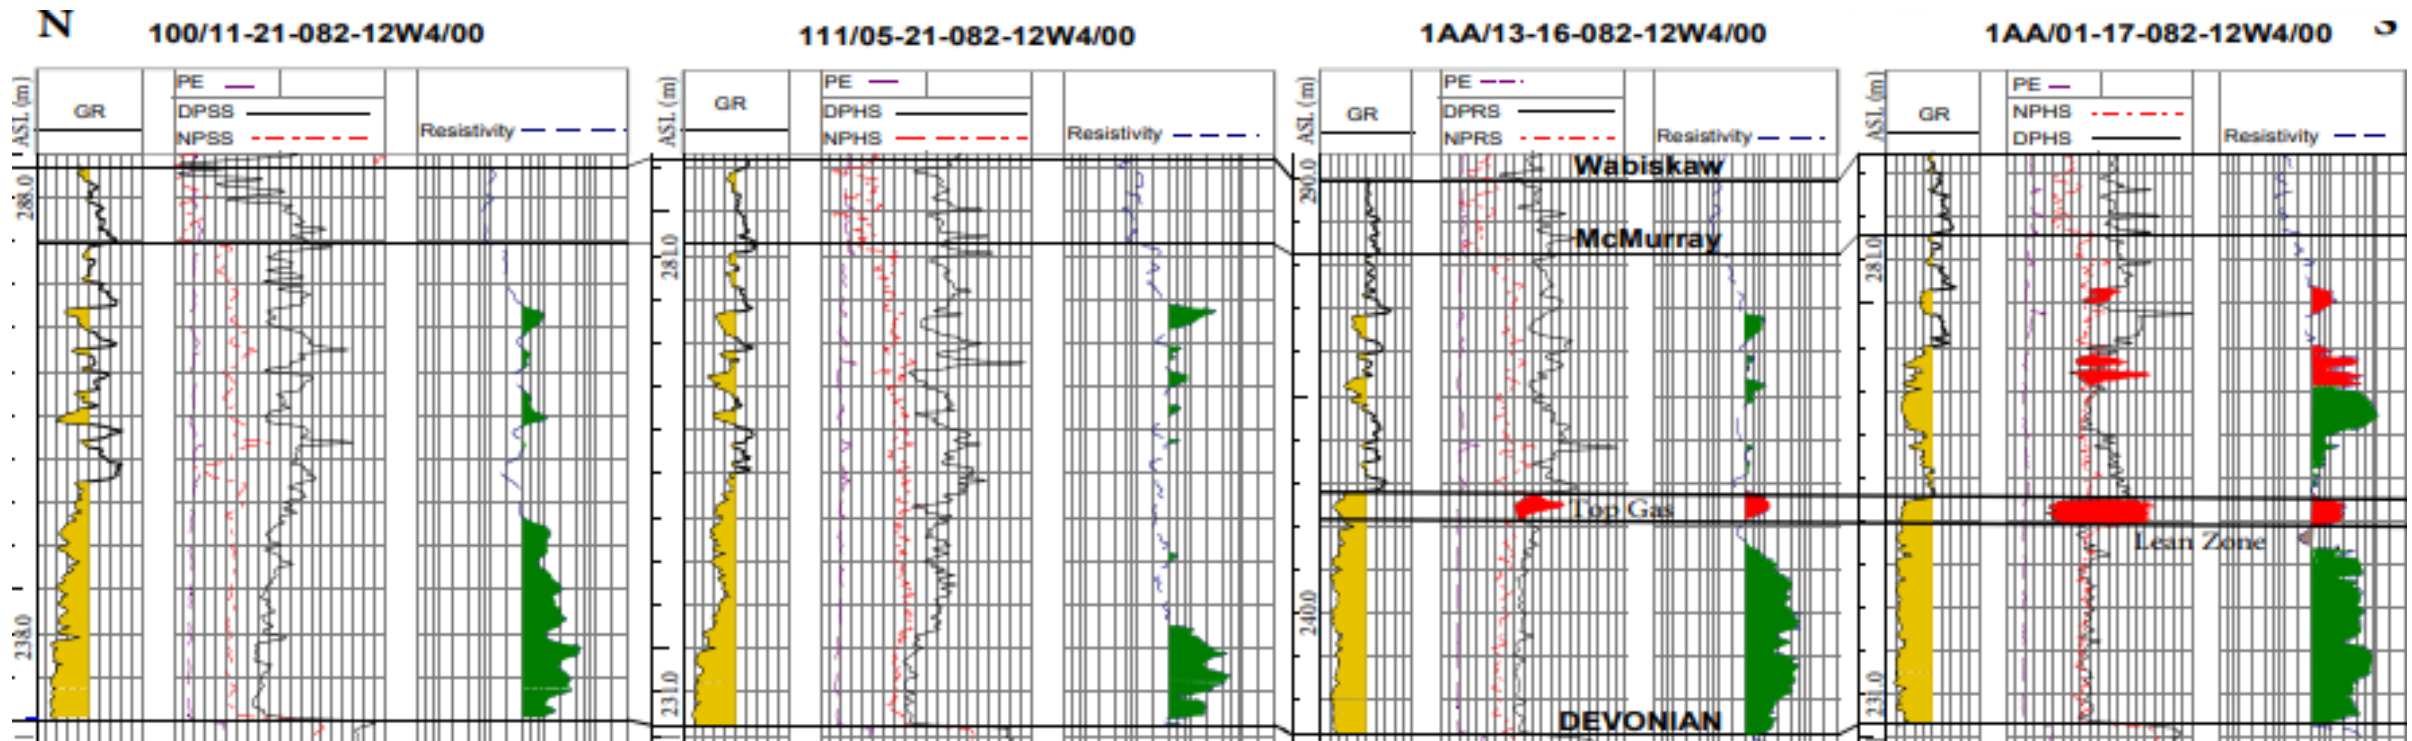 N
S
100/11-21-082-12W4/00
111/05-21-082-12W4/00
1AA/13-16-082-12W4/00
1AA/01-17-082-12W4/00
ASL (m)
GR
PE
DPSS
NPSS
Resistivity
288.0
238.0
ASL (m)
GR
PE
DPHS
NPHS
Resistivity
281.0
231.0
ASL (m)
GR
PE
DPRS
NPRS
Resistivity
290.0
240.0
Wabiskaw
McMurray
Top Gas
DEVONIAN
ASL (m)
GR
PE
NPHS
DPHS
Resistivity
281.0
231.0
Lean Zone